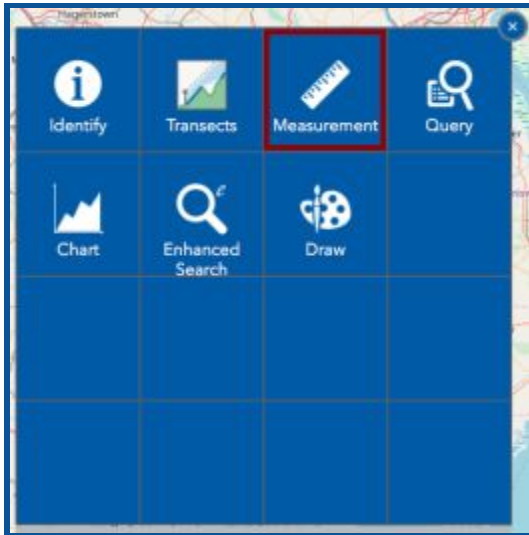 Hagerstown
Identify
Transects
Measurement
Query
Chart
e
Enhanced
Search
Draw